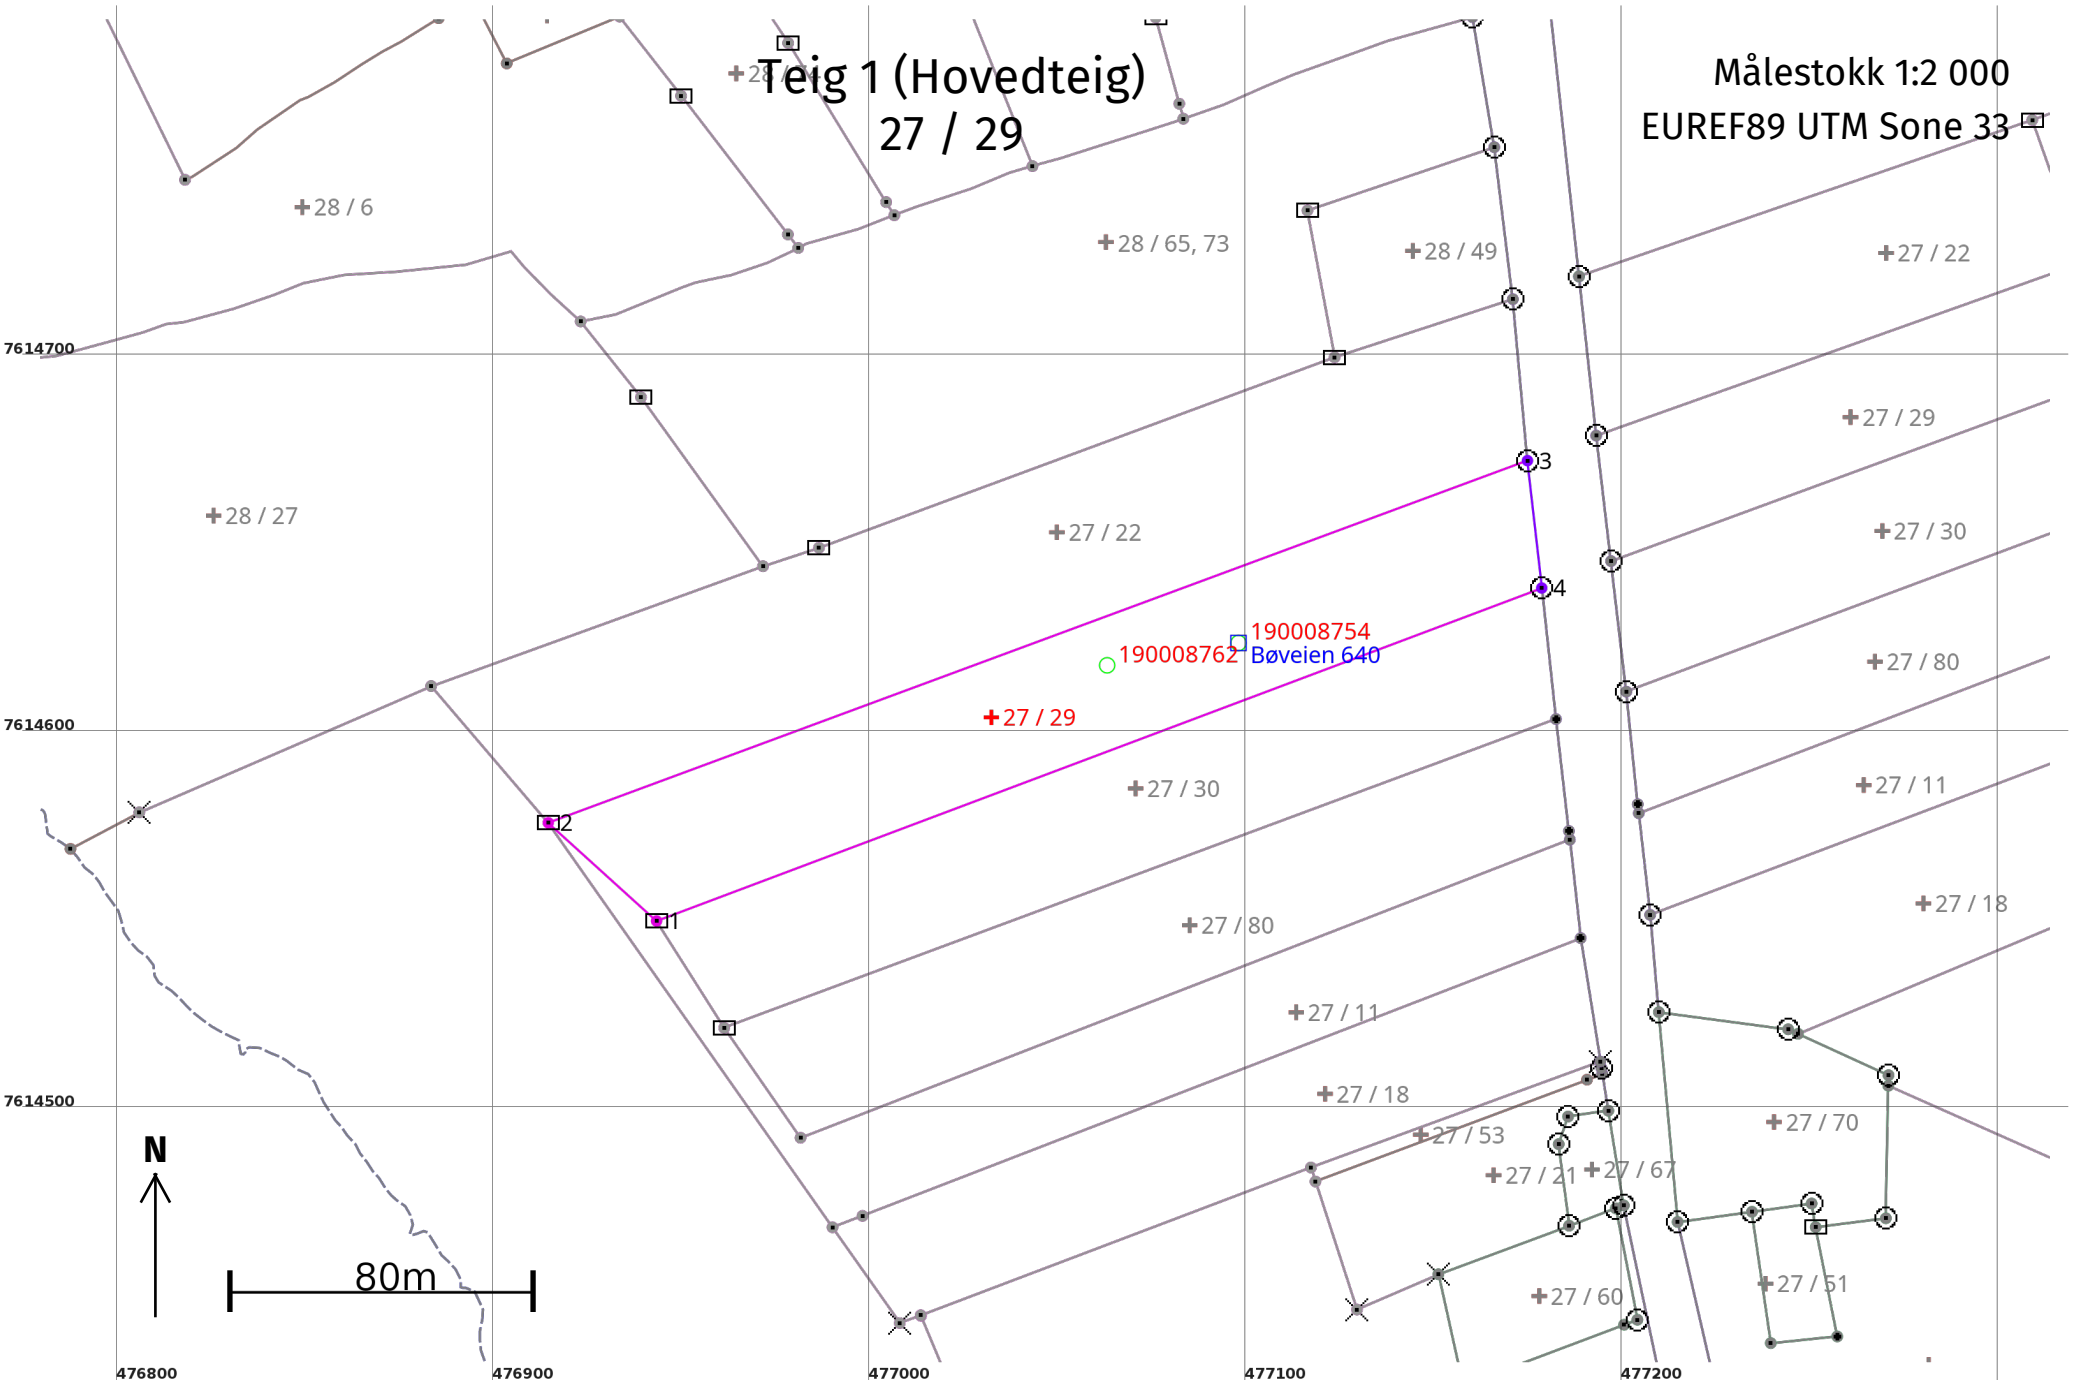 Teig 1 (Hovedteig)
27 / 29
Målestokk 1:2 000
EUREF89 UTM Sone 33
28 / 74
28 / 6
28 / 65, 73
28 / 49
27 / 22
7614700
27 / 29
3
28 / 27
27 / 22
27 / 30
4
190008754
190008762
Bøveien 640
27 / 80
27 / 29
7614600
27 / 30
27 / 11
2
27 / 18
1
27 / 80
27 / 11
27 / 18
7614500
27 / 53
27 / 70
N
27 / 21
27 / 67
80m
27 / 60
27 / 51
476800
476900
477000
477100
477200